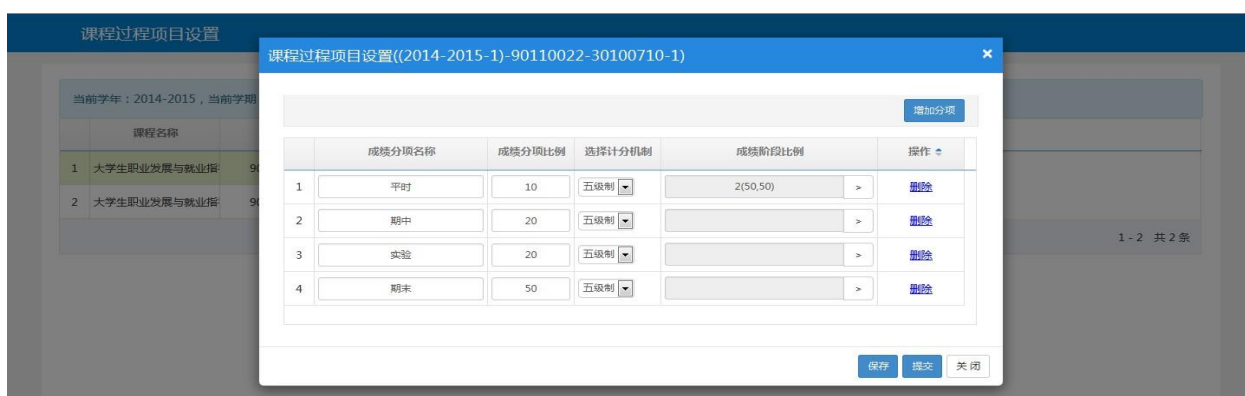 课程过程项目设置
课程过程项目设置((2014-2015-1)-90110022-30100710-1) ×
当前学年：2014-2015，当前学期
增加分项
课程名称
成绩分项名称 成绩分项比例 选择计分机制 成绩阶段比例 操作
1 大学生职业发展与就业指 90
1 平时 10 五级制 2(50,50) > 删除
2 大学生职业发展与就业指 90
2 期中 20 五级制 > 删除
1 - 2 共 2 条
3 实验 20 五级制 > 删除
4 期末 50 五级制 > 删除
保存 提交 关闭